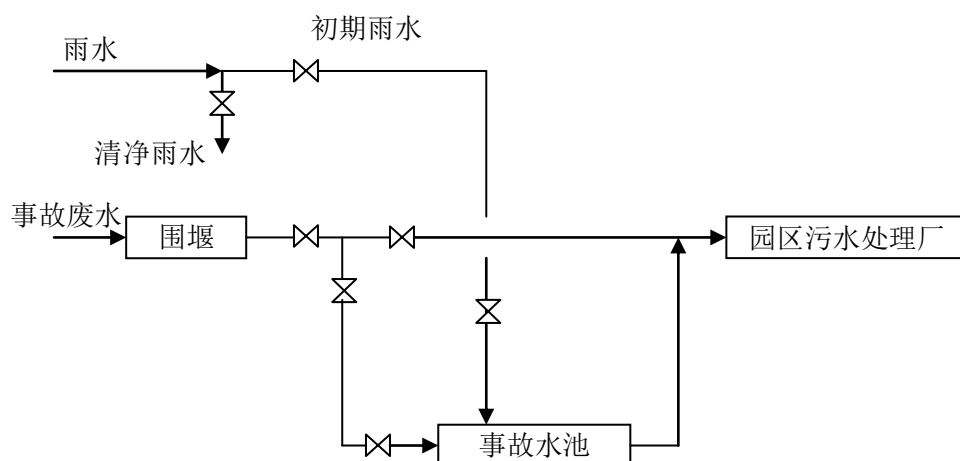 初期雨水
雨水
清净雨水
事故废水
围堰
园区污水处理厂
事故水池